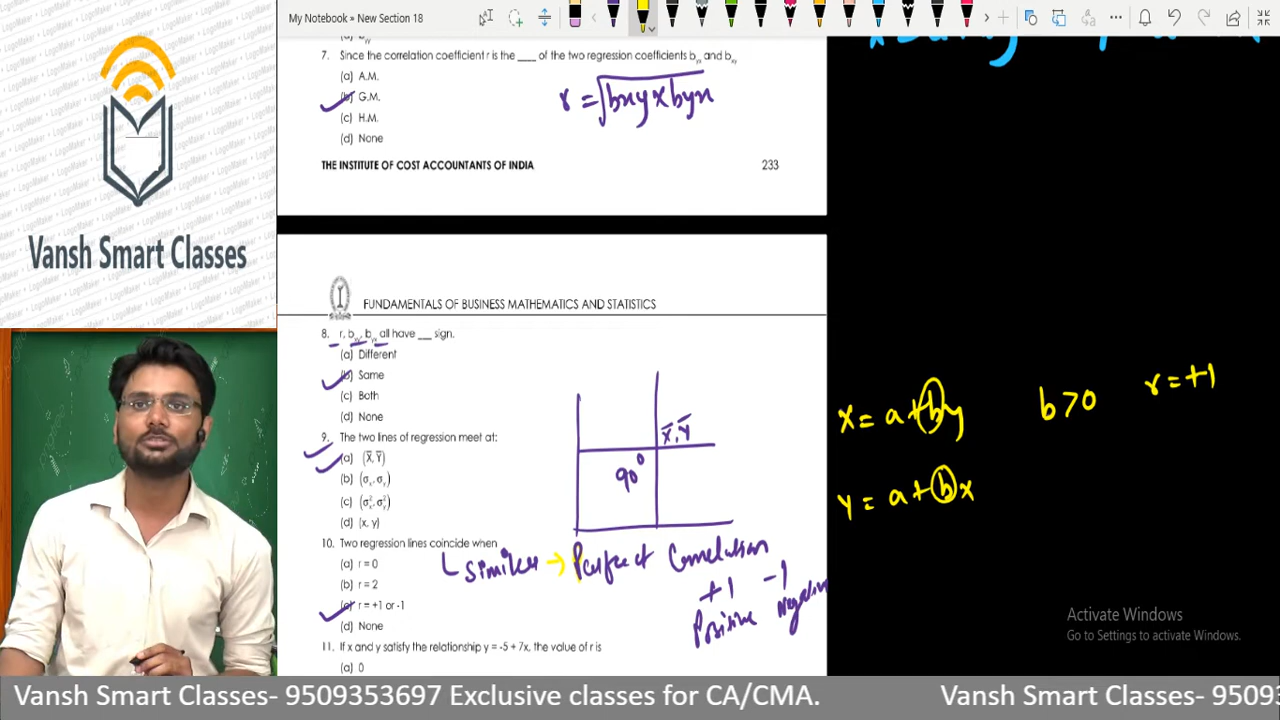 My Notebook » New Section 18
7. Since the correlation coefficient r is the ____ of the two regression coefficients byx and bxy
(a) A.M.
(b) G.M.
(c) H.M.
(d) None
r = √bxy x byx
THE INSTITUTE OF COST ACCOUNTANTS OF INDIA 233
Vansh Smart Classes
FUNDAMENTALS OF BUSINESS MATHEMATICS AND STATISTICS
8. r, bxy, byx all have ___ sign.
(a) Different
(b) Same
(c) Both
(d) None
9. The two lines of regression meet at:
(a) (X̄, Ȳ)
(b) (σx, σy)
(c) (σx², σy²)
(d) (x, y)
X̄, Ȳ
90°
10. Two regression lines coincide when
(a) r = 0
(b) r = 2
(c) r = +1 or -1
(d) None
Similar → Perfect Correlation
+1 -1
Positive Negative
11. If x and y satisfy the relationship y = -5 + 7x, the value of r is
(a) 0
x = a + by b > 0 r = +1
y = a + bx
Activate Windows
Go to Settings to activate Windows.
Vansh Smart Classes- 9509353697 Exclusive classes for CA/CMA. Vansh Smart Classes- 9509